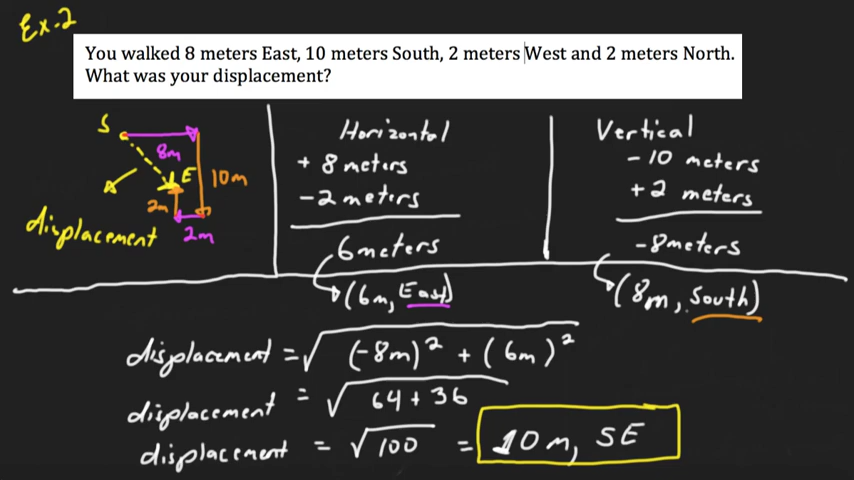 Ex.2
You walked 8 meters East, 10 meters South, 2 meters West and 2 meters North.
What was your displacement?
S
8m
E
10m
2m
2m
displacement
Horizontal
+ 8 meters
- 2 meters
6 meters
(6m, East)
Vertical
- 10 meters
+ 2 meters
- 8 meters
(8m, South)
displacement = √(-8m)² + (6m)²
displacement = √64 + 36
displacement = √100 = 10m, SE